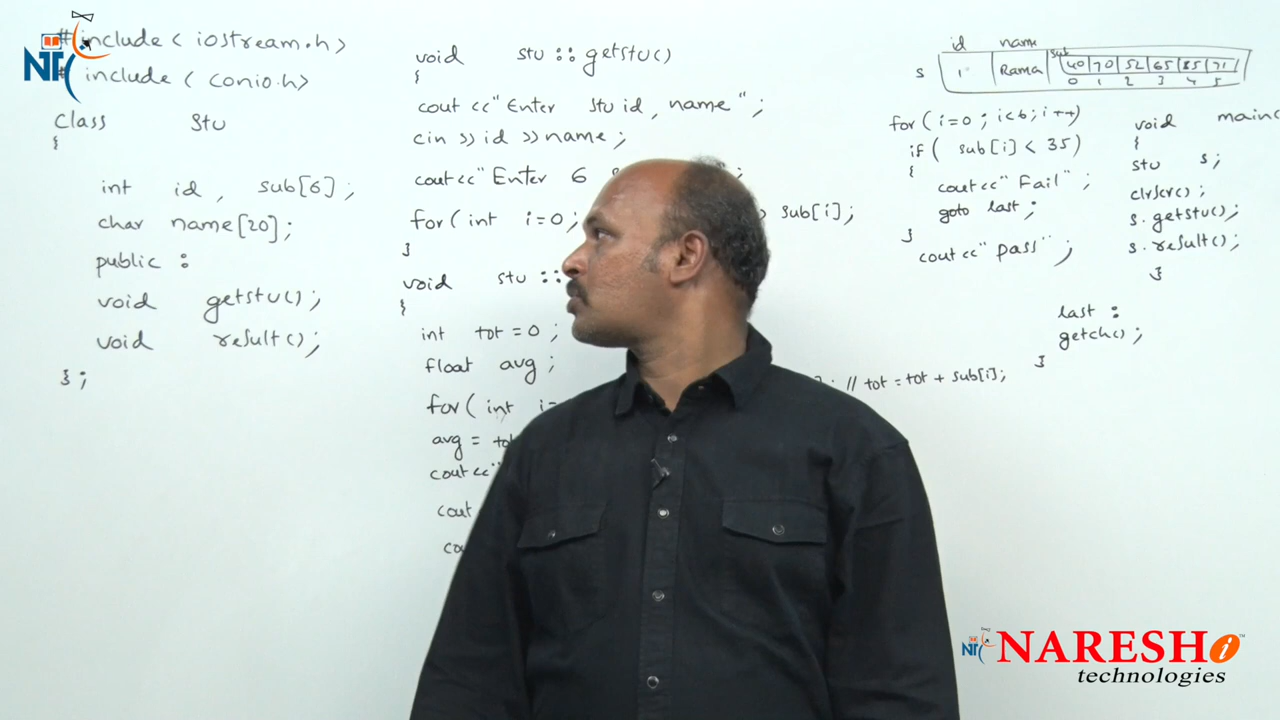 #include < iostream.h>
# include < conio.h>
class Stu
{
int id , sub[6] ;
char name[20];
public :
void getstu();
void result();
};
void stu :: getstu()
{
cout <<"Enter Stu id, name" ;
cin >> id >> name ;
cout<<"Enter 6 ";
for( int i=0; sub[i];
}
void stu ::
{
int tot = 0 ;
float avg ;
for( int i=
; // tot = tot + sub[i];
avg =
cout <<"
cout
id name sub
s 1 Rama 40 70 52 65 85 71
0 1 2 3 4 5
for( i=0 ; i<6; i++)
if( sub[i] < 35)
{
cout<<"Fail" ;
goto last ;
}
cout <<"pass" ;
last :
getch();
}
void main(
{
stu s;
clrscr();
s.getstu();
s.result();
}
NTi
NARESHi
technologies